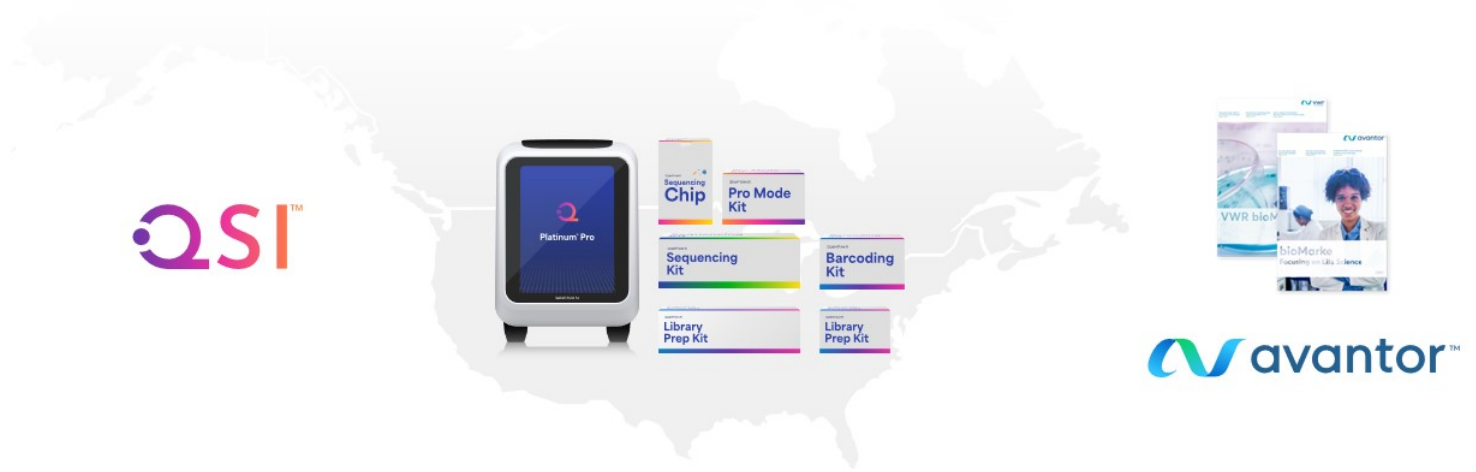 QSI™
Platinum® Pro
Sequencing
Chip
Pro Mode
Kit
Sequencing
Kit
Barcoding
Kit
Library
Prep Kit
Library
Prep Kit
avantor
VWR bioM
bioMarke
Focusing on Life Science
avantor™